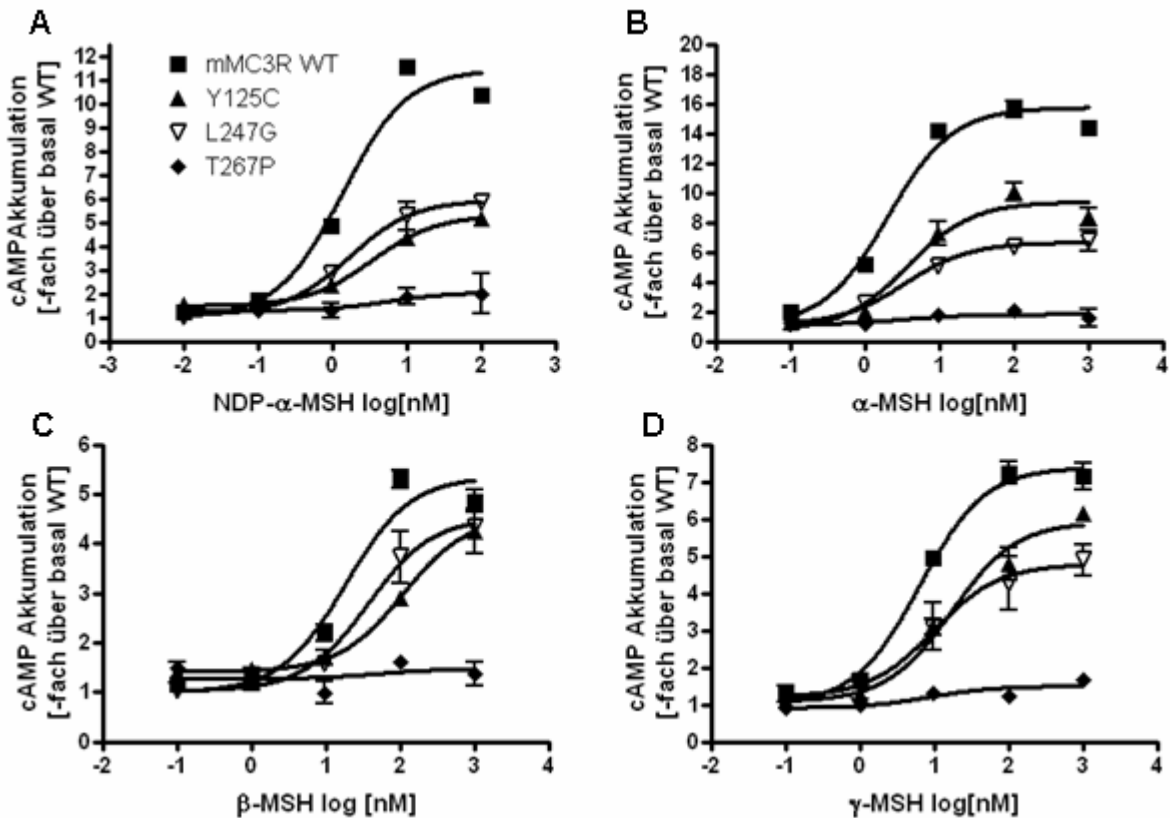 A
cAMPAkkumulation
[-fach über basal WT]
12
11
10
9
8
7
6
5
4
3
2
1
0
mMC3R WT
Y125C
L247G
T267P
-3 -2 -1 0 1 2 3
NDP-α-MSH log[nM]
B
cAMP Akkumulation
[-fach über basal WT]
20
18
16
14
12
10
8
6
4
2
0
-2 -1 0 1 2 3 4
α-MSH log[nM]
C
cAMP Akkumulation
[-fach über basal WT]
6
5
4
3
2
1
0
-2 -1 0 1 2 3 4
β-MSH log [nM]
D
cAMP Akkumulation
[-fach über basal WT]
8
7
6
5
4
3
2
1
0
-2 -1 0 1 2 3 4
γ-MSH log[nM]